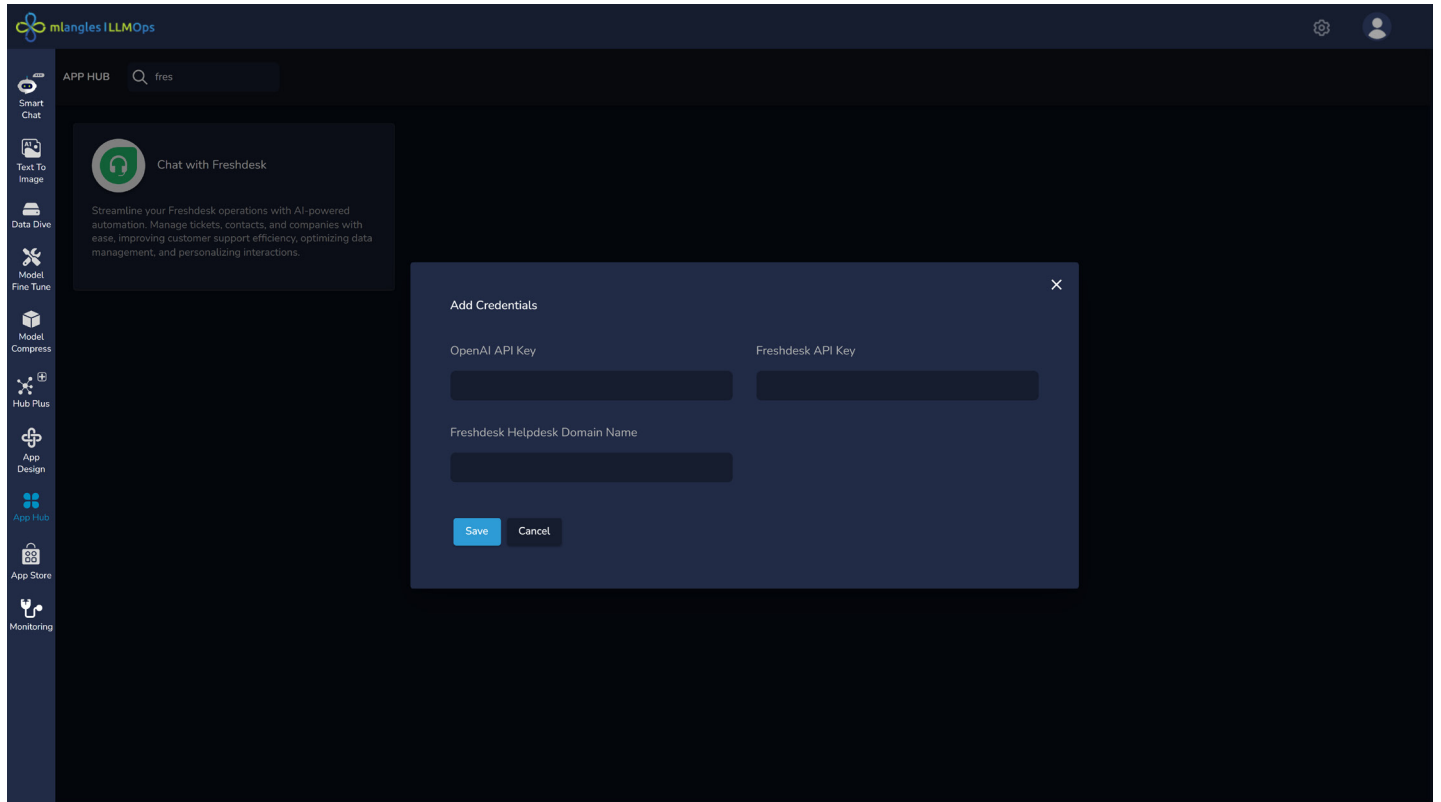 mlangles | LLMOps
APP HUB
fres
Smart
Chat
Text To
Image
Data Dive
Model
Fine Tune
Model
Compress
Hub Plus
App
Design
App Hub
App Store
Monitoring
Chat with Freshdesk
Streamline your Freshdesk operations with AI-powered
automation. Manage tickets, contacts, and companies with
ease, improving customer support efficiency, optimizing data
management, and personalizing interactions.
Add Credentials
OpenAI API Key
Freshdesk API Key
Freshdesk Helpdesk Domain Name
Save
Cancel